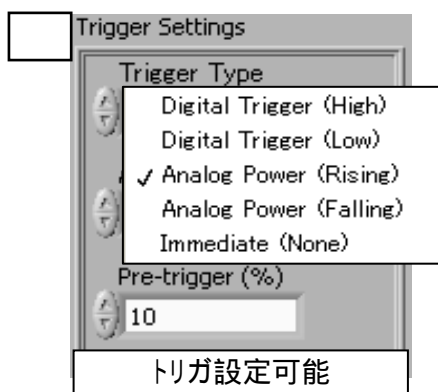 Trigger Settings
Trigger Type
Digital Trigger (High)
Digital Trigger (Low)
✓ Analog Power (Rising)
Analog Power (Falling)
Immediate (None)
Pre-trigger (%)
10
トリガ設定可能